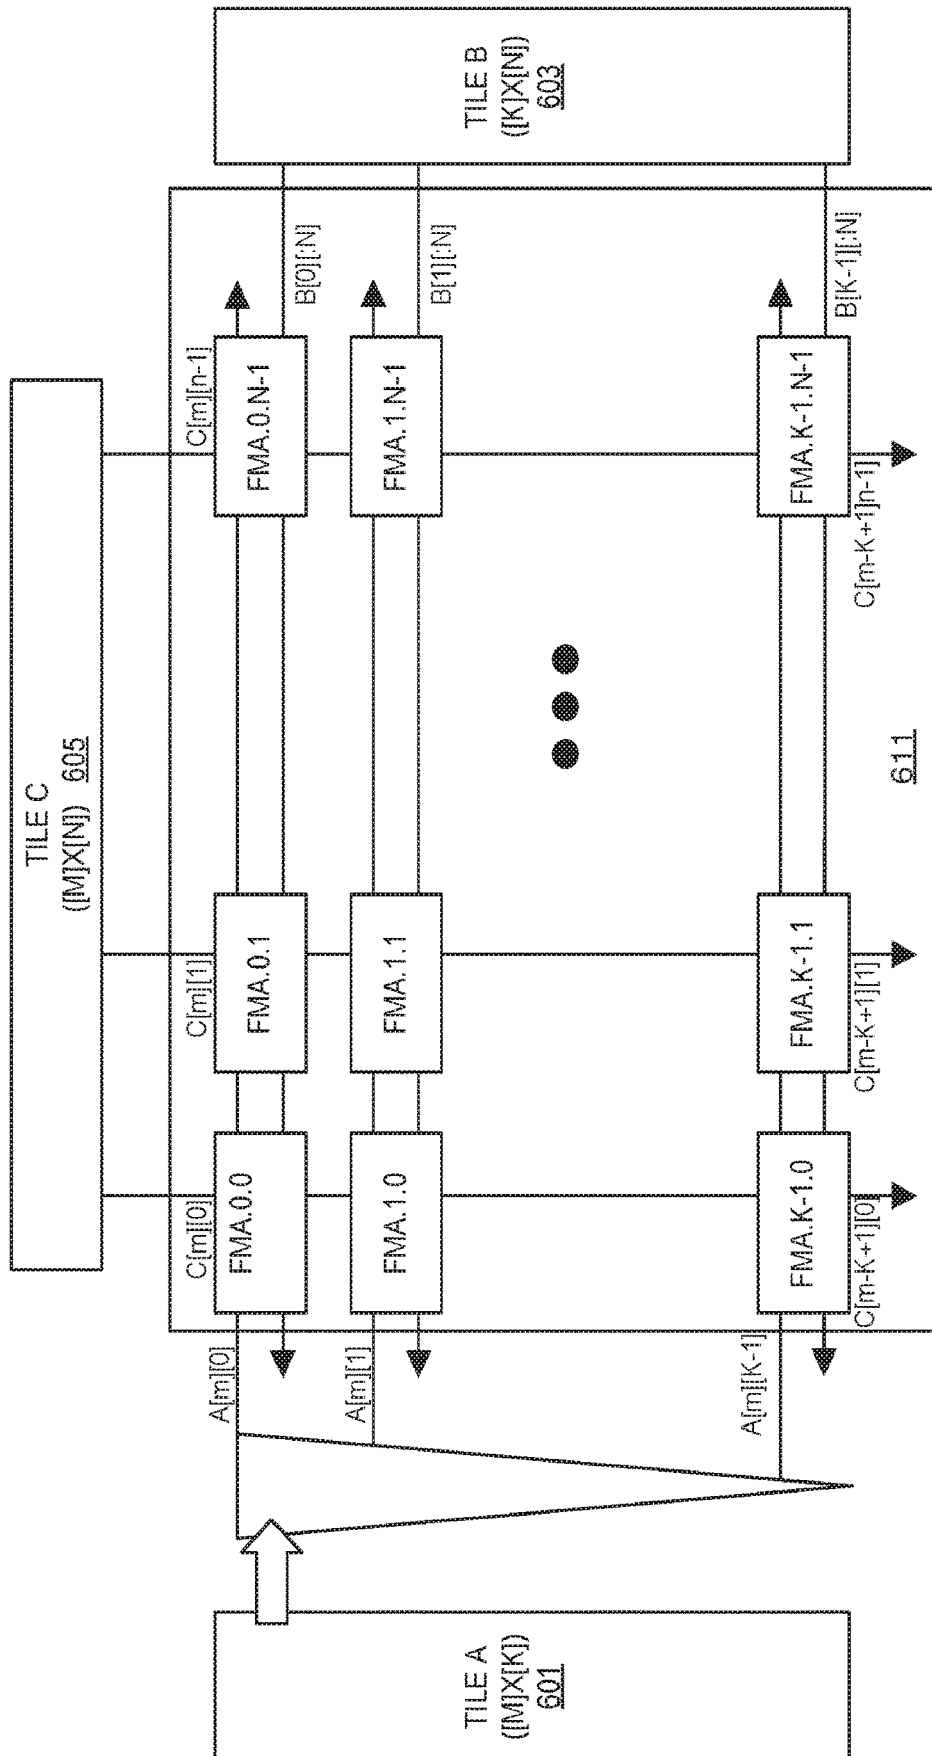 TILE A
([M]X[K])
601
TILE B
([K]X[N])
603
TILE C
([M]X[N]) 605
A[m][0]
A[m][1]
A[m][K-1]
C[m][0]
C[m][1]
C[m][n-1]
FMA.0.0
FMA.0.1
FMA.0.N-1
B[0][:N]
FMA.1.0
FMA.1.1
FMA.1.N-1
B[1][:N]
FMA.K-1.0
FMA.K-1.1
FMA.K-1.N-1
B[K-1][:N]
C[m-K+1][0]
C[m-K+1][1]
C[m-K+1]n-1]
611